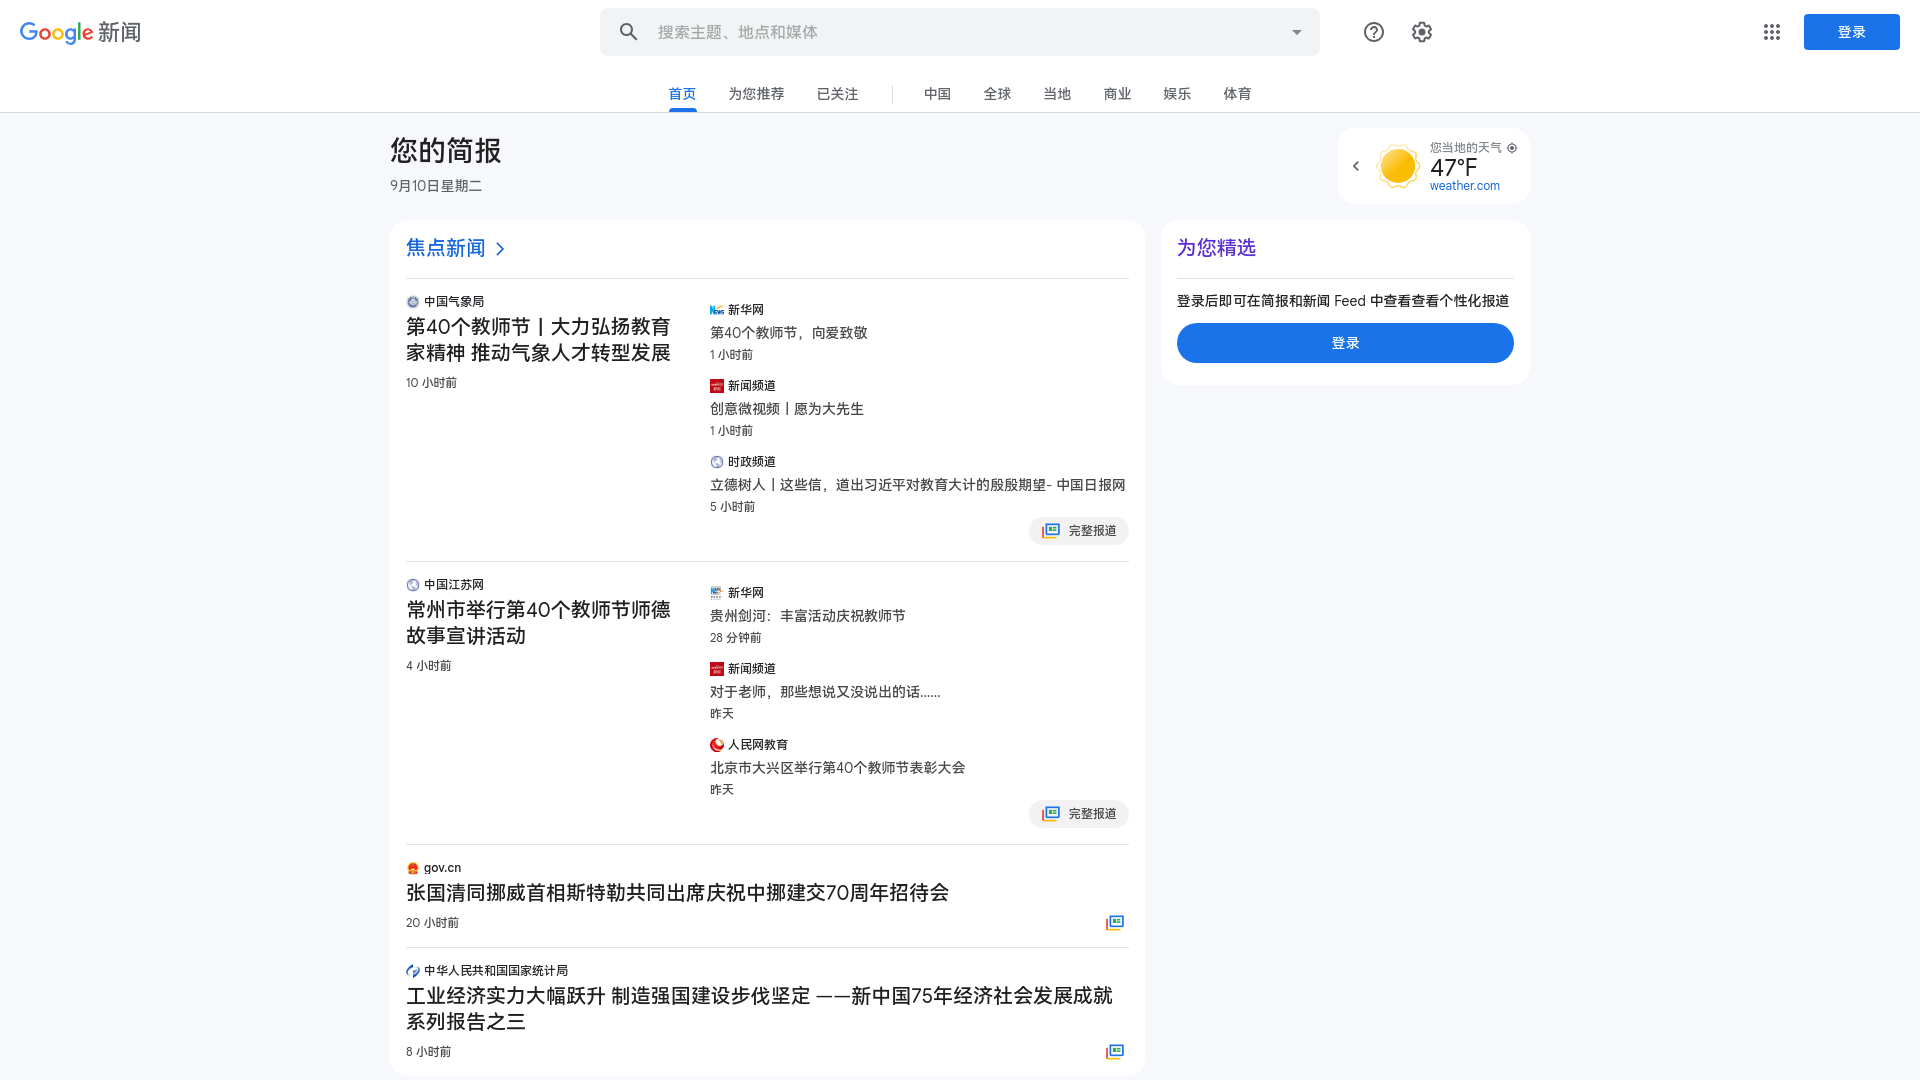 Google 新闻
搜索主题、地点和媒体
登录
首页
为您推荐
已关注
中国
全球
当地
商业
娱乐
体育
您的简报
9月10日星期二
您当地的天气
47°F
weather.com
焦点新闻
中国气象局
第40个教师节丨大力弘扬教育
家精神 推动气象人才转型发展
10 小时前
新华网
第40个教师节，向爱致敬
1 小时前
新闻频道
创意微视频丨愿为大先生
1 小时前
时政频道
立德树人丨这些信，道出习近平对教育大计的殷殷期望- 中国日报网
5 小时前
完整报道
中国江苏网
常州市举行第40个教师节师德
故事宣讲活动
4 小时前
新华网
贵州剑河：丰富活动庆祝教师节
28 分钟前
新闻频道
对于老师，那些想说又没说出的话……
昨天
人民网教育
北京市大兴区举行第40个教师节表彰大会
昨天
完整报道
gov.cn
张国清同挪威首相斯特勒共同出席庆祝中挪建交70周年招待会
20 小时前
中华人民共和国国家统计局
工业经济实力大幅跃升 制造强国建设步伐坚定 ——新中国75年经济社会发展成就
系列报告之三
8 小时前
为您精选
登录后即可在简报和新闻 Feed 中查看查看个性化报道
登录